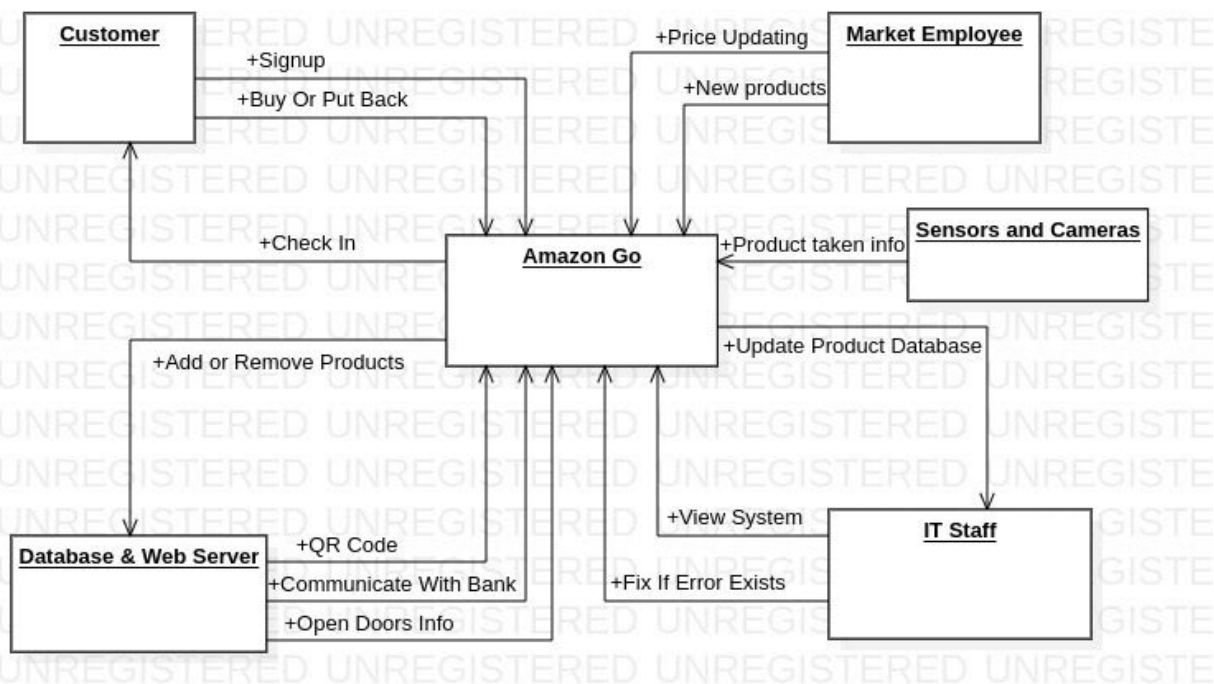 Customer
+Signup
+Buy Or Put Back
+Price Updating
Market Employee
+New products
+Check In
Amazon Go
+Product taken info
Sensors and Cameras
+Add or Remove Products
+Update Product Database
Database & Web Server
+QR Code
+Communicate With Bank
+Open Doors Info
+View System
+Fix If Error Exists
IT Staff
UNREGISTERED